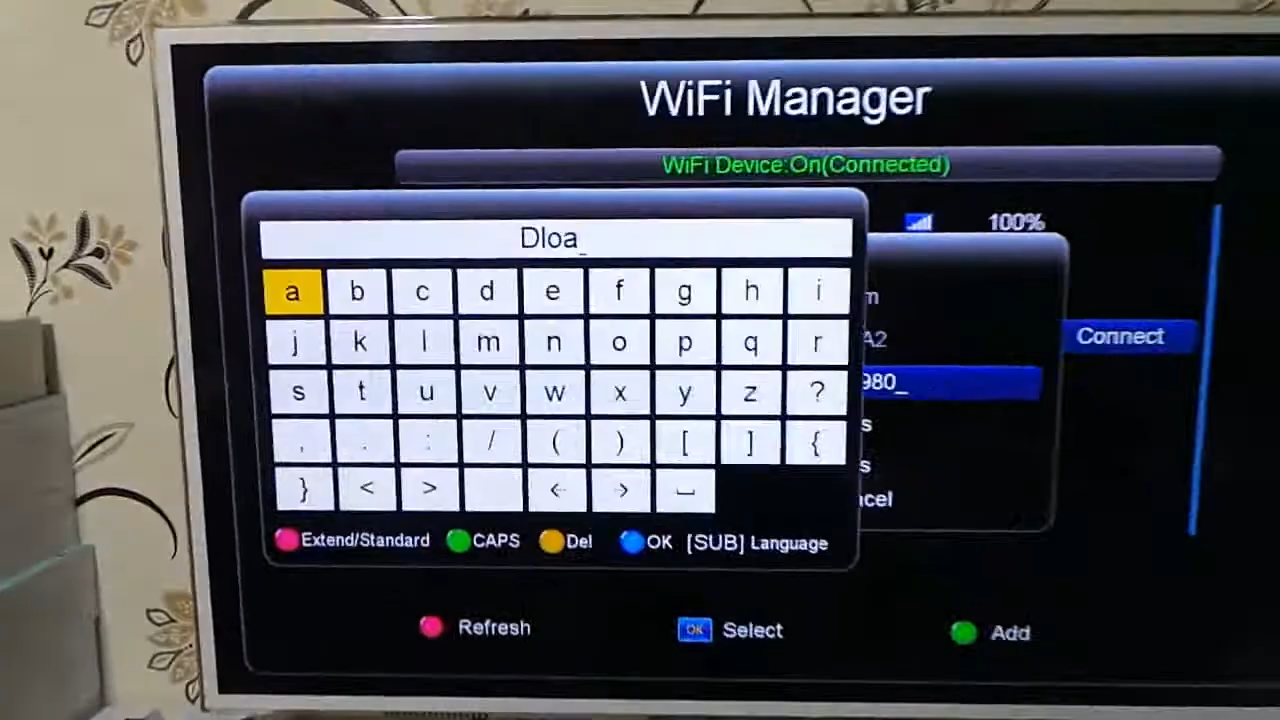 WiFi Manager
WiFi Device:On(Connected)
100%
Dloa_
a b c d e f g h i
j k l m n o p q r
s t u v w x y z ?
, . : / ( ) [ ] {
} < > ← → ⎵
Extend/Standard CAPS Del OK [SUB] Language
A2
980_
s
s
Connect
Refresh OK Select Add